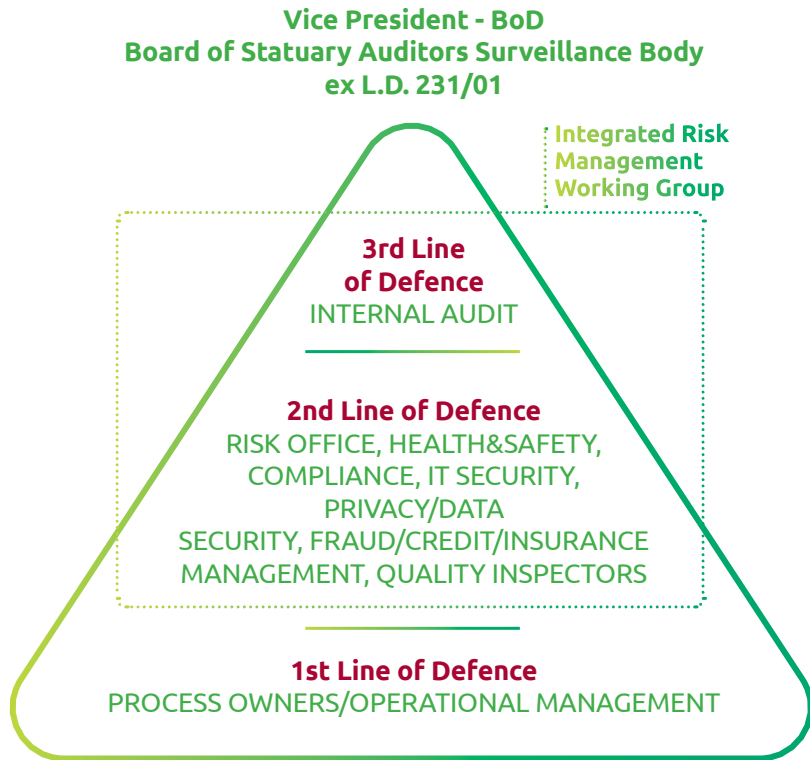 Vice President - BoD
Board of Statuary Auditors Surveillance Body
ex L.D. 231/01
Integrated Risk
Management
Working Group
3rd Line
of Defence
INTERNAL AUDIT
2nd Line of Defence
RISK OFFICE, HEALTH&SAFETY,
COMPLIANCE, IT SECURITY,
PRIVACY/DATA
SECURITY, FRAUD/CREDIT/INSURANCE
MANAGEMENT, QUALITY INSPECTORS
1st Line of Defence
PROCESS OWNERS/OPERATIONAL MANAGEMENT